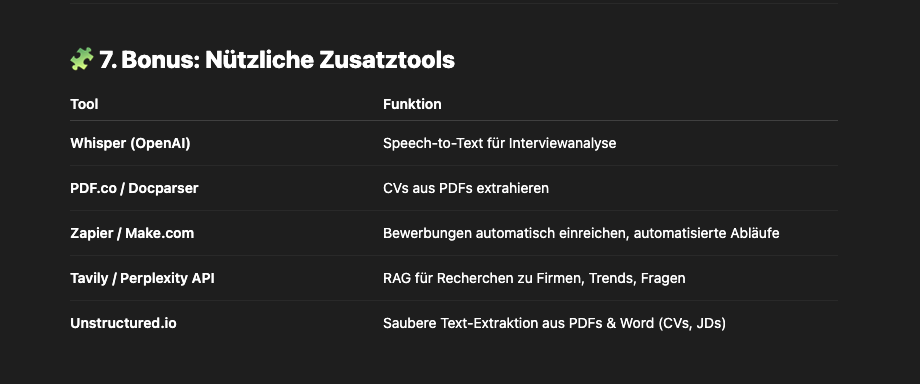 🧩 7. Bonus: Nützliche Zusatztools
Tool Funktion
Whisper (OpenAI) Speech-to-Text für Interviewanalyse
PDF.co / Docparser CVs aus PDFs extrahieren
Zapier / Make.com Bewerbungen automatisch einreichen, automatisierte Abläufe
Tavily / Perplexity API RAG für Recherchen zu Firmen, Trends, Fragen
Unstructured.io Saubere Text-Extraktion aus PDFs & Word (CVs, JDs)